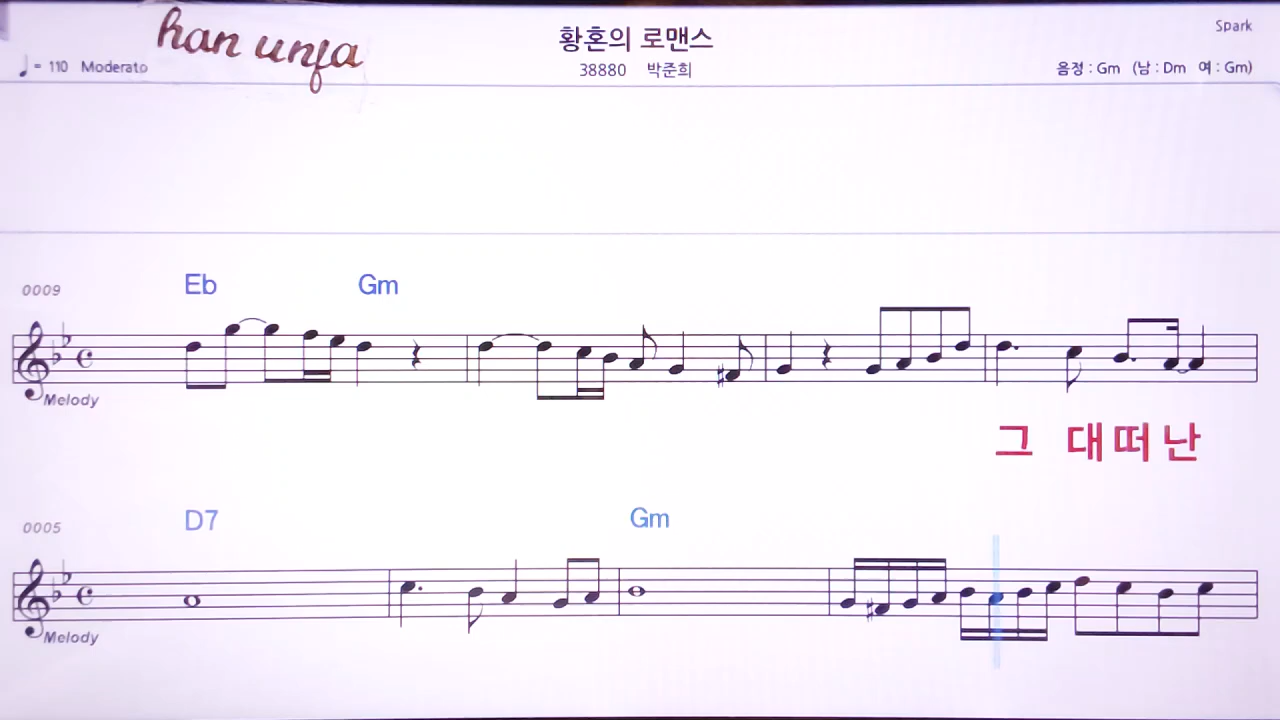 han unfa
황혼의 로맨스
Spark
♩= 110 Moderato
38880 박준희
음정 : Gm (남 : Dm 여 : Gm)
0009
Eb Gm
Melody
그 대떠난
0005
D7 Gm
Melody